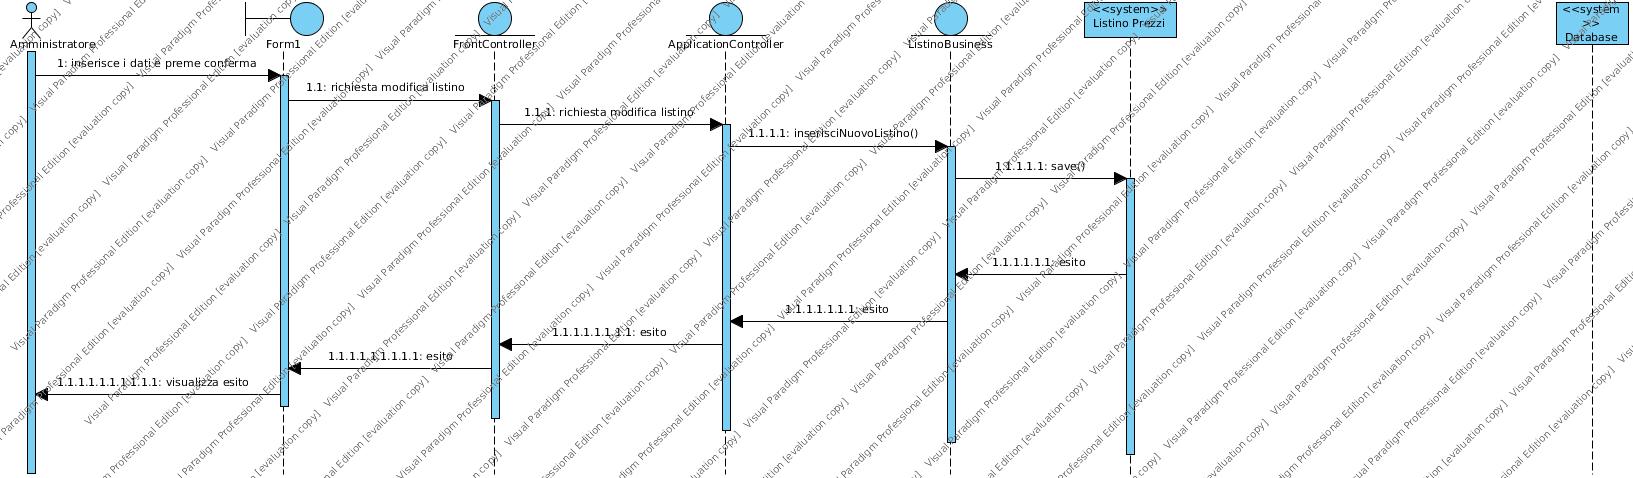 Amministratore
Form1
FrontController
ApplicationController
ListinoBusiness
<<system>>
Listino Prezzi
<<system
>>
Database
1: inserisce i dati e preme conferma
1.1: richiesta modifica listino
1.1.1: richiesta modifica listino
1.1.1.1: inserisciNuovoListino()
1.1.1.1.1: save()
1.1.1.1.1.1: esito
1.1.1.1.1.1.1: esito
1.1.1.1.1.1.1.1: esito
1.1.1.1.1.1.1.1.1: esito
1.1.1.1.1.1.1.1.1.1: visualizza esito
Visual Paradigm Professional Edition [evaluation copy]